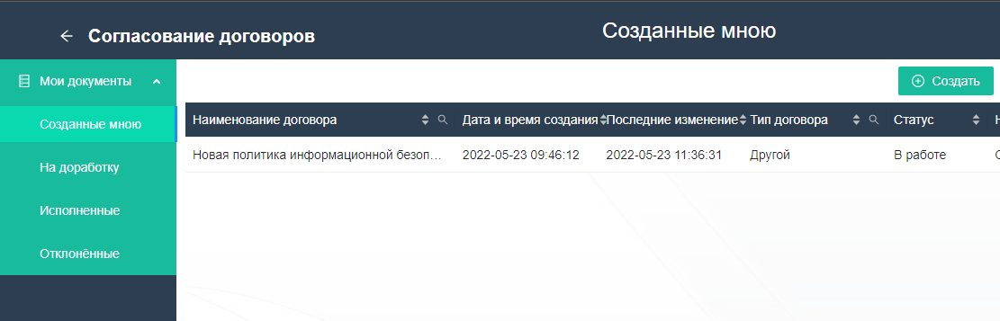 Согласование договоров
Созданные мною
Мои документы
Созданные мною
На доработку
Исполненные
Отклонённые
Создать
Наименование договора Дата и время создания Последние изменение Тип договора Статус
Новая политика информационной безоп... 2022-05-23 09:46:12 2022-05-23 11:36:31 Другой В работе